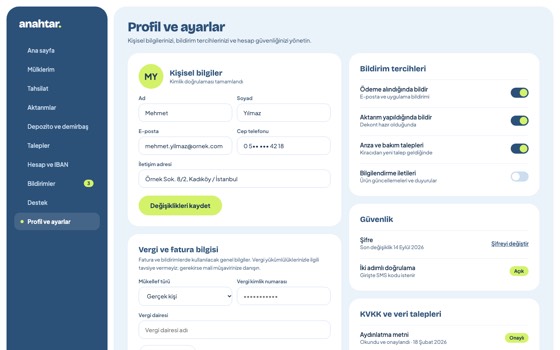 anahtar.
Ana sayfa
Mülklerim
Tahsilat
Aktarımlar
Depozito ve demirbaş
Talepler
Hesap ve IBAN
Bildirimler 3
Destek
Profil ve ayarlar
Profil ve ayarlar
Kişisel bilgilerinizi, bildirim tercihlerinizi ve hesap güvenliğinizi yönetin.
MY
Kişisel bilgiler
Kimlik doğrulaması tamamlandı
Ad
Mehmet
Soyad
Yılmaz
E-posta
mehmet.yilmaz@ornek.com
Cep telefonu
0 5•• ••• 42 18
İletişim adresi
Örnek Sok. 8/2, Kadıköy / İstanbul
Değişiklikleri kaydet
Vergi ve fatura bilgisi
Fatura ve bildirimlerde kullanılacak genel bilgiler. Vergi yükümlülüklerinizle ilgili
tavsiye vermeyiz, gerekirse mali müşavirinize danışın.
Mükellef türü
Gerçek kişi
Vergi kimlik numarası
•••••••••••
Vergi dairesi
Vergi dairesi adı
Bildirim tercihleri
Ödeme alındığında bildir
E-posta ve uygulama bildirimi
Aktarım yapıldığında bildir
Dekont hazır olduğunda
Arıza ve bakım talepleri
Kiracıdan yeni talep geldiğinde
Bilgilendirme iletileri
Ürün güncellemeleri ve duyurular
Güvenlik
Şifre
Son değişiklik 14 Eylül 2026
Şifreyi değiştir
İki adımlı doğrulama
Girişte SMS kodu istenir
Açık
KVKK ve veri talepleri
Aydınlatma metni
Okundu ve onaylandı · 18 Şubat 2026
Onaylı